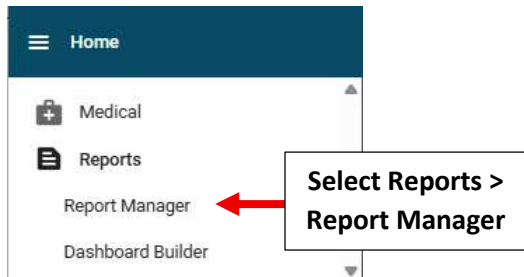 Home
Medical
Reports
Report Manager
Dashboard Builder
Select Reports >
Report Manager